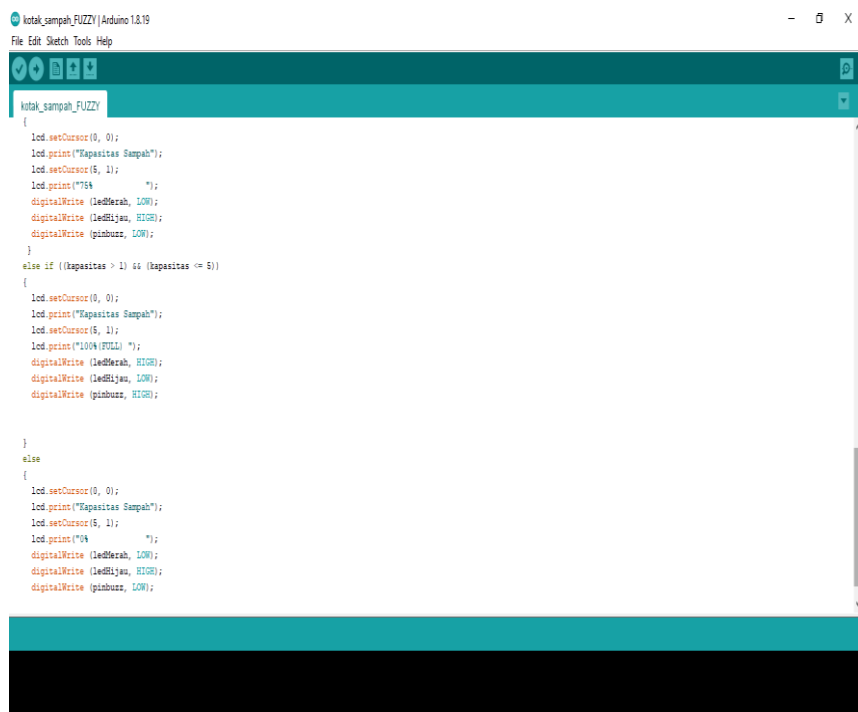 kotak_sampah_FUZZY | Arduino 1.8.19
File Edit Sketch Tools Help
kotak_sampah_FUZZY
{
lcd.setCursor(0, 0);
lcd.print("Kapasitas Sampah");
lcd.setCursor(5, 1);
lcd.print("75%           ");
digitalWrite (ledMerah, LOW);
digitalWrite (ledHijau, HIGH);
digitalWrite (pinbuzz, LOW);
}
else if ((kapasitas > 1) && (kapasitas <= 5))
{
lcd.setCursor(0, 0);
lcd.print("Kapasitas Sampah");
lcd.setCursor(5, 1);
lcd.print("100%(FULL) ");
digitalWrite (ledMerah, HIGH);
digitalWrite (ledHijau, LOW);
digitalWrite (pinbuzz, HIGH);
}
else
{
lcd.setCursor(0, 0);
lcd.print("Kapasitas Sampah");
lcd.setCursor(5, 1);
lcd.print("0%            ");
digitalWrite (ledMerah, LOW);
digitalWrite (ledHijau, HIGH);
digitalWrite (pinbuzz, LOW);